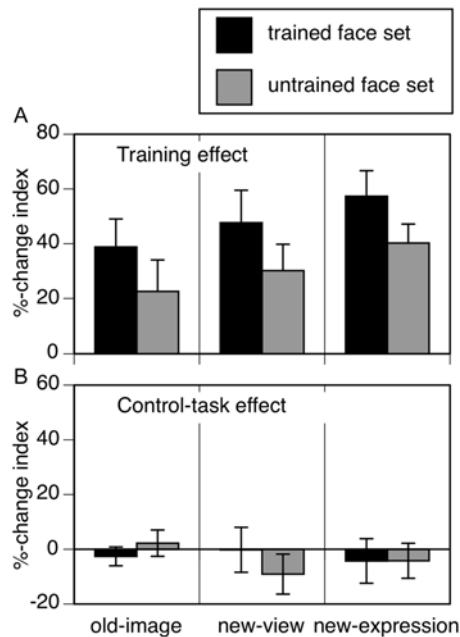 trained face set
untrained face set
A
80
Training effect
60
40
20
0
%-change index
B
60
Control-task effect
40
20
0
-20
%-change index
old-image new-view new-expression